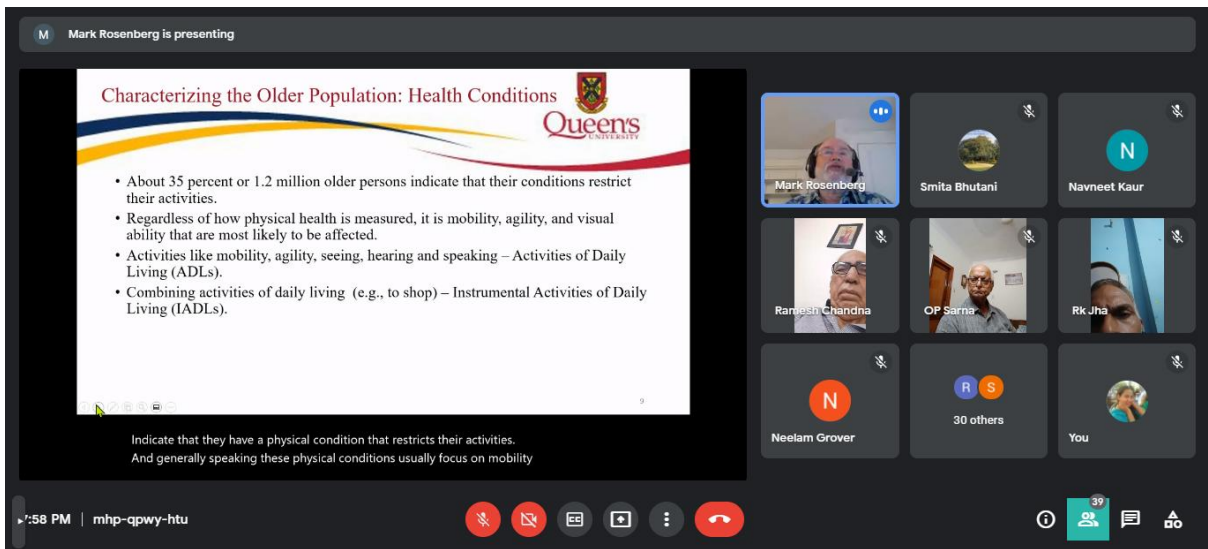 M Mark Rosenberg is presenting
Characterizing the Older Population: Health Conditions
Queen's
UNIVERSITY
• About 35 percent or 1.2 million older persons indicate that their conditions restrict
their activities.
• Regardless of how physical health is measured, it is mobility, agility, and visual
ability that are most likely to be affected.
• Activities like mobility, agility, seeing, hearing and speaking – Activities of Daily
Living (ADLs).
• Combining activities of daily living (e.g., to shop) – Instrumental Activities of Daily
Living (IADLs).
9
Indicate that they have a physical condition that restricts their activities.
And generally speaking these physical conditions usually focus on mobility
Mark Rosenberg
Smita Bhutani
N
Navneet Kaur
Ramesh Chandna
OP Sarna
Rk Jha
N
Neelam Grover
R S
30 others
You
:58 PM | mhp-qpwy-htu
CC
39